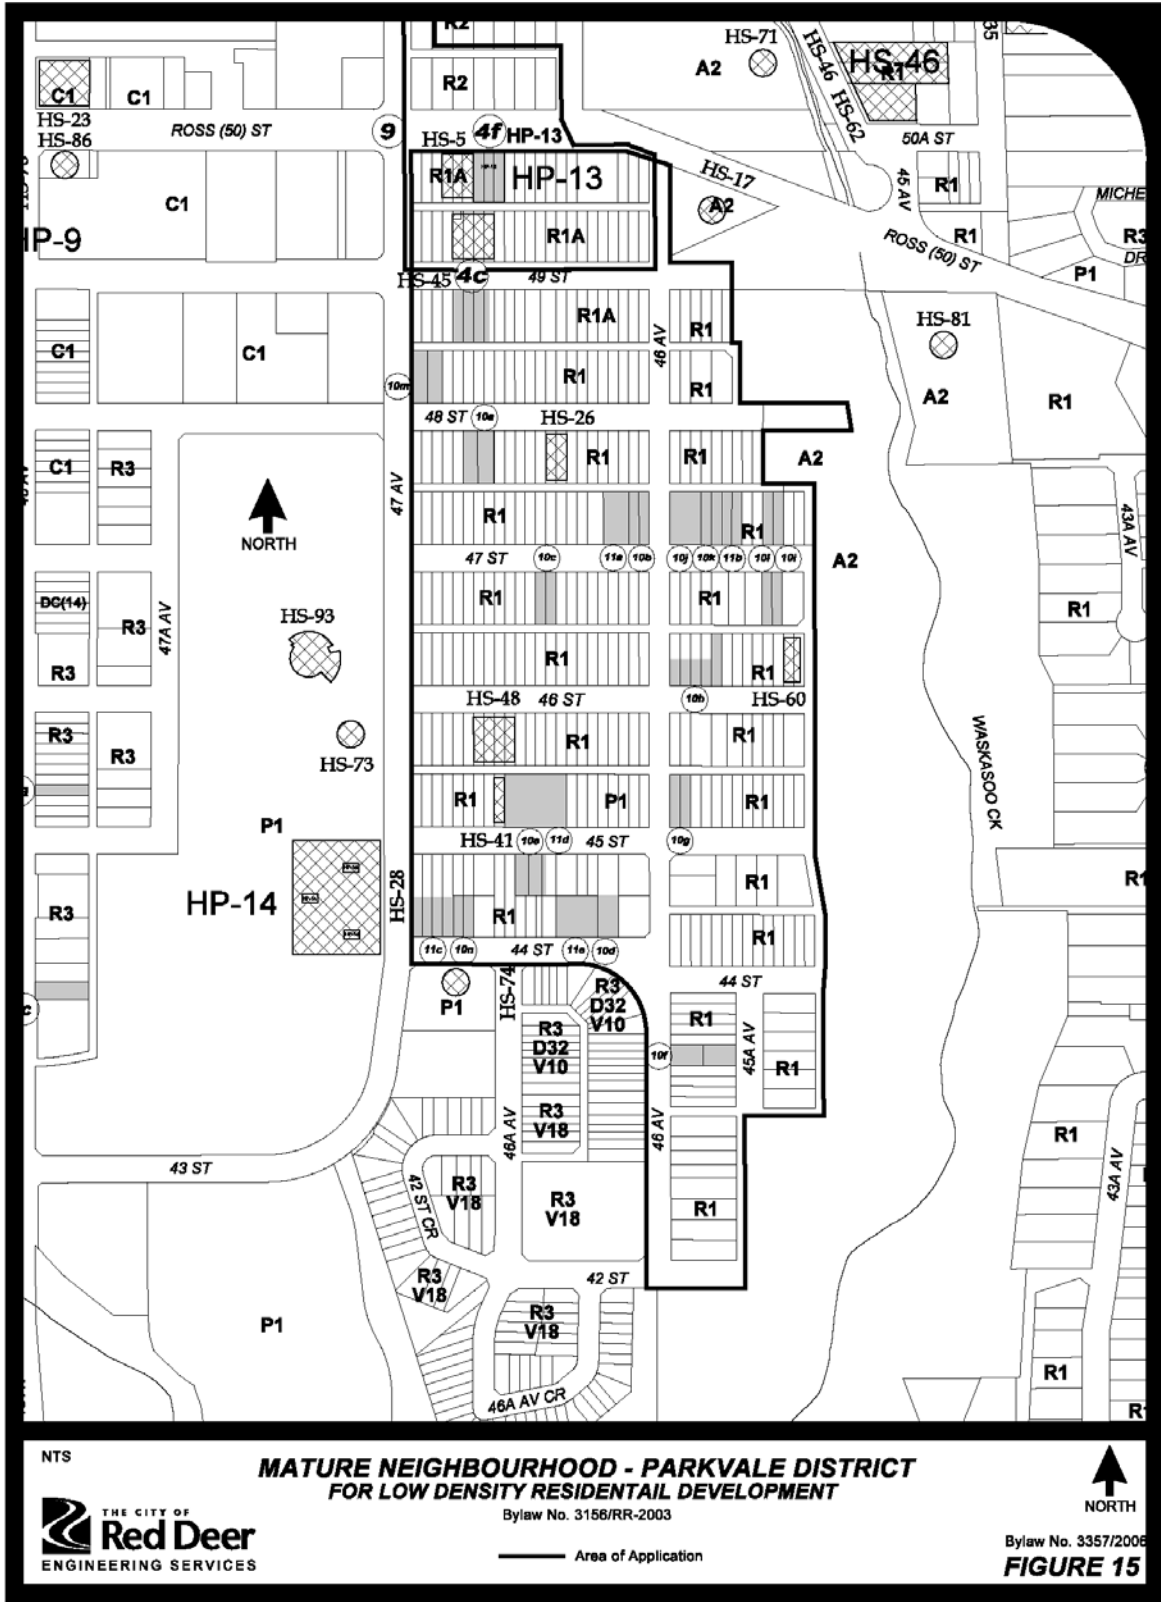 R2
35
HS-71
HS-46
HS-46
R1
A2
R2
C1
C1
HS-23
HS-86
ROSS (50) ST
9
HS-5
4f
HP-13
HS-62
50A ST
R1A
HP-13
HS-17
A2
45 AV
R1
MICHE
C1
HP-9
R1A
R1
R3
DR
ROSS (50) ST
P1
HS-45
4c
49 ST
R1A
46 AV
R1
HS-81
C1
C1
R1
R1
10m
A2
R1
48 ST
10a
HS-26
C1
R3
R1
R1
A2
47 AV
NORTH
R1
R1
43A AV
47 ST
10c
11a
10b
10j
10k
11b
10l
10i
A2
DC(14)
R3
47A AV
HS-93
R1
R1
R1
R3
R1
R1
HS-48
46 ST
10h
HS-60
R3
R3
HS-73
R1
R1
WASKASOO CK
R1
P1
R1
P1
HS-41
10e
11d
45 ST
10g
HP-14
HS-28
R3
R1
R1
R1
R1
11c
10n
44 ST
11e
10d
44 ST
P1
HS-74
R3
D32
V10
R3
D32
V10
R1
10f
45A AV
R1
R3
V18
46A AV
46 AV
R1
43A AV
43 ST
42 ST CR
R3
V18
R3
V18
R1
R3
V18
42 ST
P1
R3
V18
R1
46A AV CR
R1
NTS
MATURE NEIGHBOURHOOD - PARKVALE DISTRICT
FOR LOW DENSITY RESIDENTAIL DEVELOPMENT
Bylaw No. 3156/RR-2003
Area of Application
THE CITY OF
Red Deer
ENGINEERING SERVICES
NORTH
Bylaw No. 3357/2006
FIGURE 15